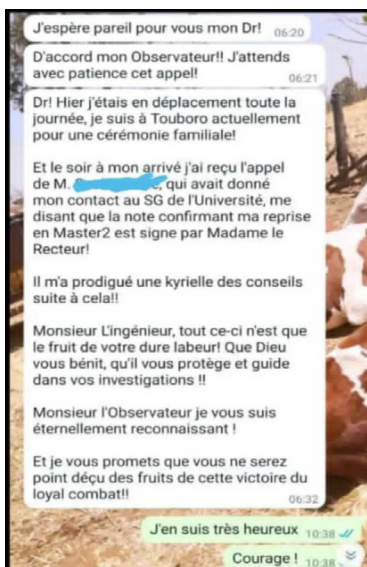 J'espère pareil pour vous mon Dr! 06:20
D'accord mon Observateur!! J'attends
avec patience cet appel! 06:21
Dr! Hier j'étais en déplacement toute la
journée, je suis à Touboro actuellement
pour une cérémonie familiale!
Et le soir à mon arrivé j'ai reçu l'appel
de M. , qui avait donné
mon contact au SG de l'Université, me
disant que la note confirmant ma reprise
en Master2 est signe par Madame le
Recteur!
Il m'a prodigué une kyrielle des conseils
suite à cela!!
Monsieur L'ingénieur, tout ce-ci n'est que
le fruit de votre dure labeur! Que Dieu
vous bénit, qu'il vous protège et guide
dans vos investigations !!
Monsieur l'Observateur je vous suis
éternellement reconnaissant !
Et je vous promets que vous ne serez
point déçu des fruits de cette victoire du
loyal combat!! 06:32
J'en suis très heureux 10:38
Courage ! 10:38